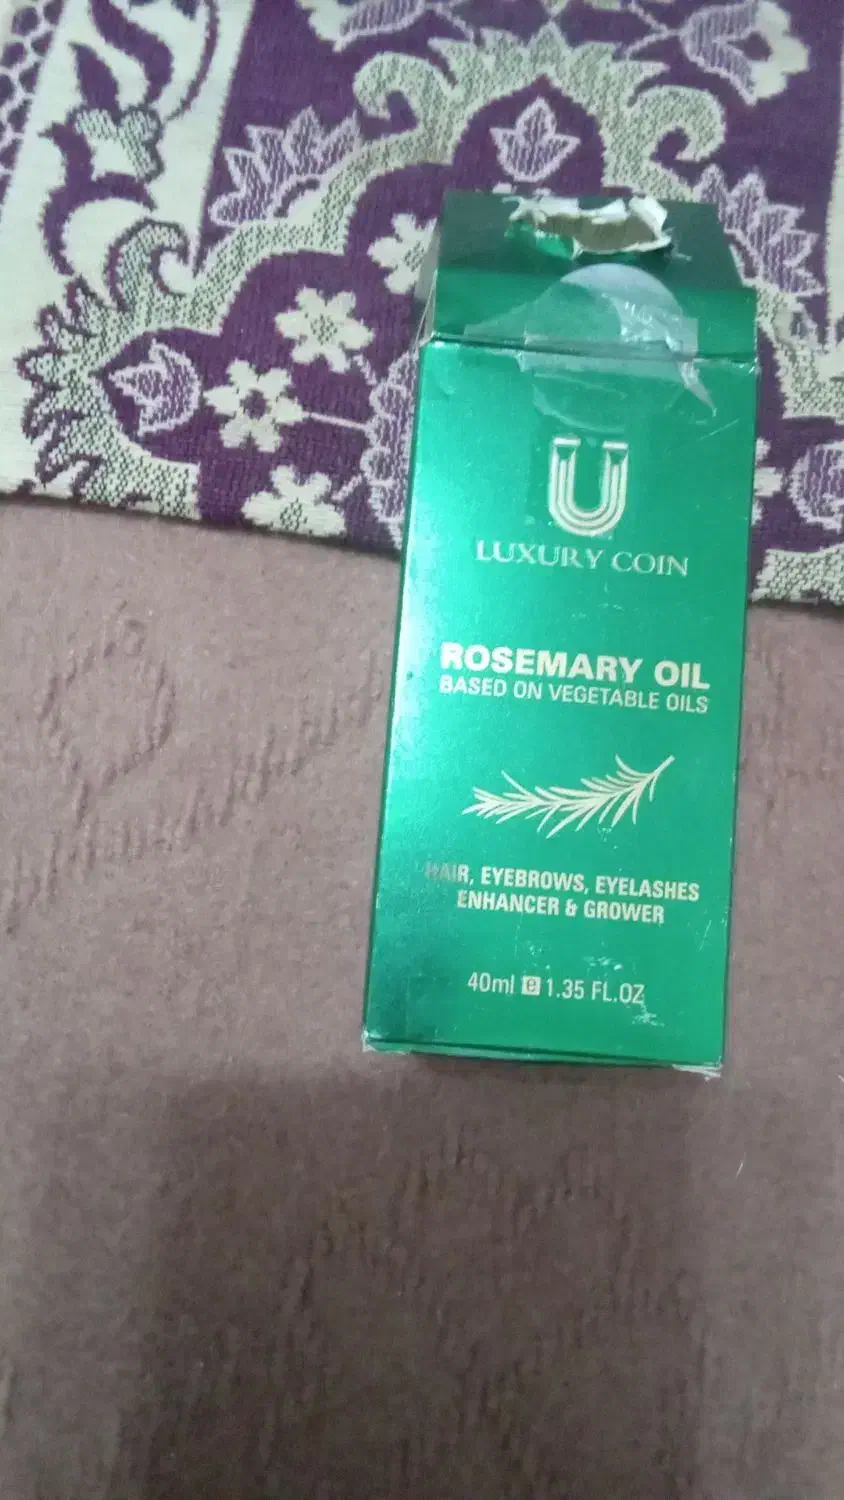 LUXURY COIN
ROSEMARY OIL
BASED ON VEGETABLE OILS
HAIR, EYEBROWS, EYELASHES
ENHANCER & GROWER
40ml e 1.35 FL.OZ